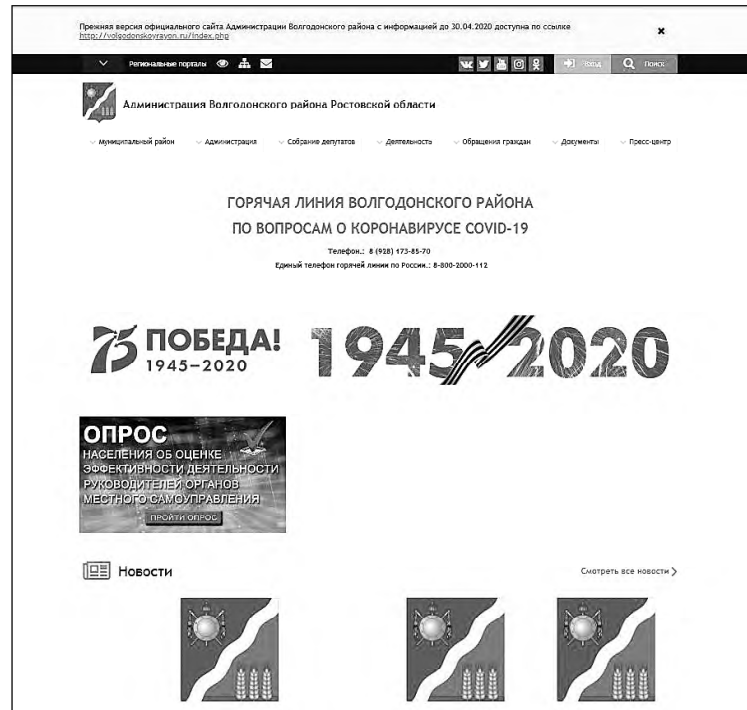 Прежняя версия официального сайта Администрации Волгодонского района с информацией до 30.04.2020 доступна по ссылке
http://volgodonskoyrayon.ru/index.php
Региональные порталы
Вход
Поиск
Администрация Волгодонского района Ростовской области
Муниципальный район
Администрация
Собрание депутатов
Деятельность
Обращения граждан
Документы
Пресс-центр
ГОРЯЧАЯ ЛИНИЯ ВОЛГОДОНСКОГО РАЙОНА
ПО ВОПРОСАМ О КОРОНАВИРУСЕ COVID-19
Телефон.: 8 (928) 173-85-70
Единый телефон горячей линии по России.: 8-800-2000-112
75 ПОБЕДА!
1945–2020
1945 2020
ОПРОС
НАСЕЛЕНИЯ ОБ ОЦЕНКЕ
ЭФФЕКТИВНОСТИ ДЕЯТЕЛЬНОСТИ
РУКОВОДИТЕЛЕЙ ОРГАНОВ
МЕСТНОГО САМОУПРАВЛЕНИЯ
ПРОЙТИ ОПРОС
Новости
Смотреть все новости